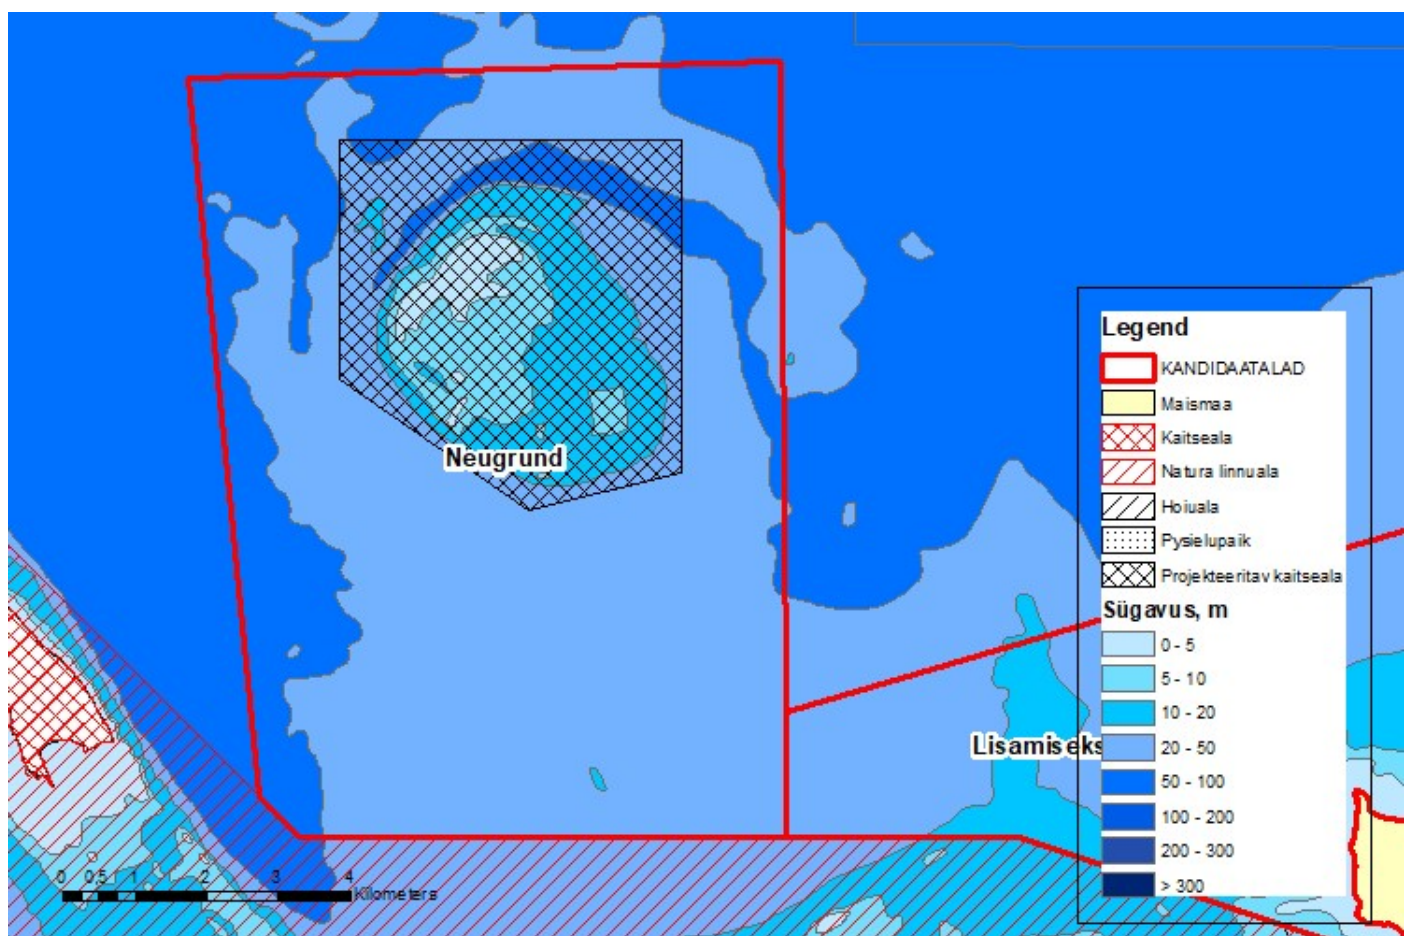 Neugrund
Lisamiseks
Legend
KANDIDAATALAD
Maismaa
Kaitseala
Natura linnuala
Hoiuala
Pysielupaik
Projekteeritav kaitseala
Sügavus, m
0 - 5
5 - 10
10 - 20
20 - 50
50 - 100
100 - 200
200 - 300
> 300
0 0,5 1 2 3 4
Kilometers